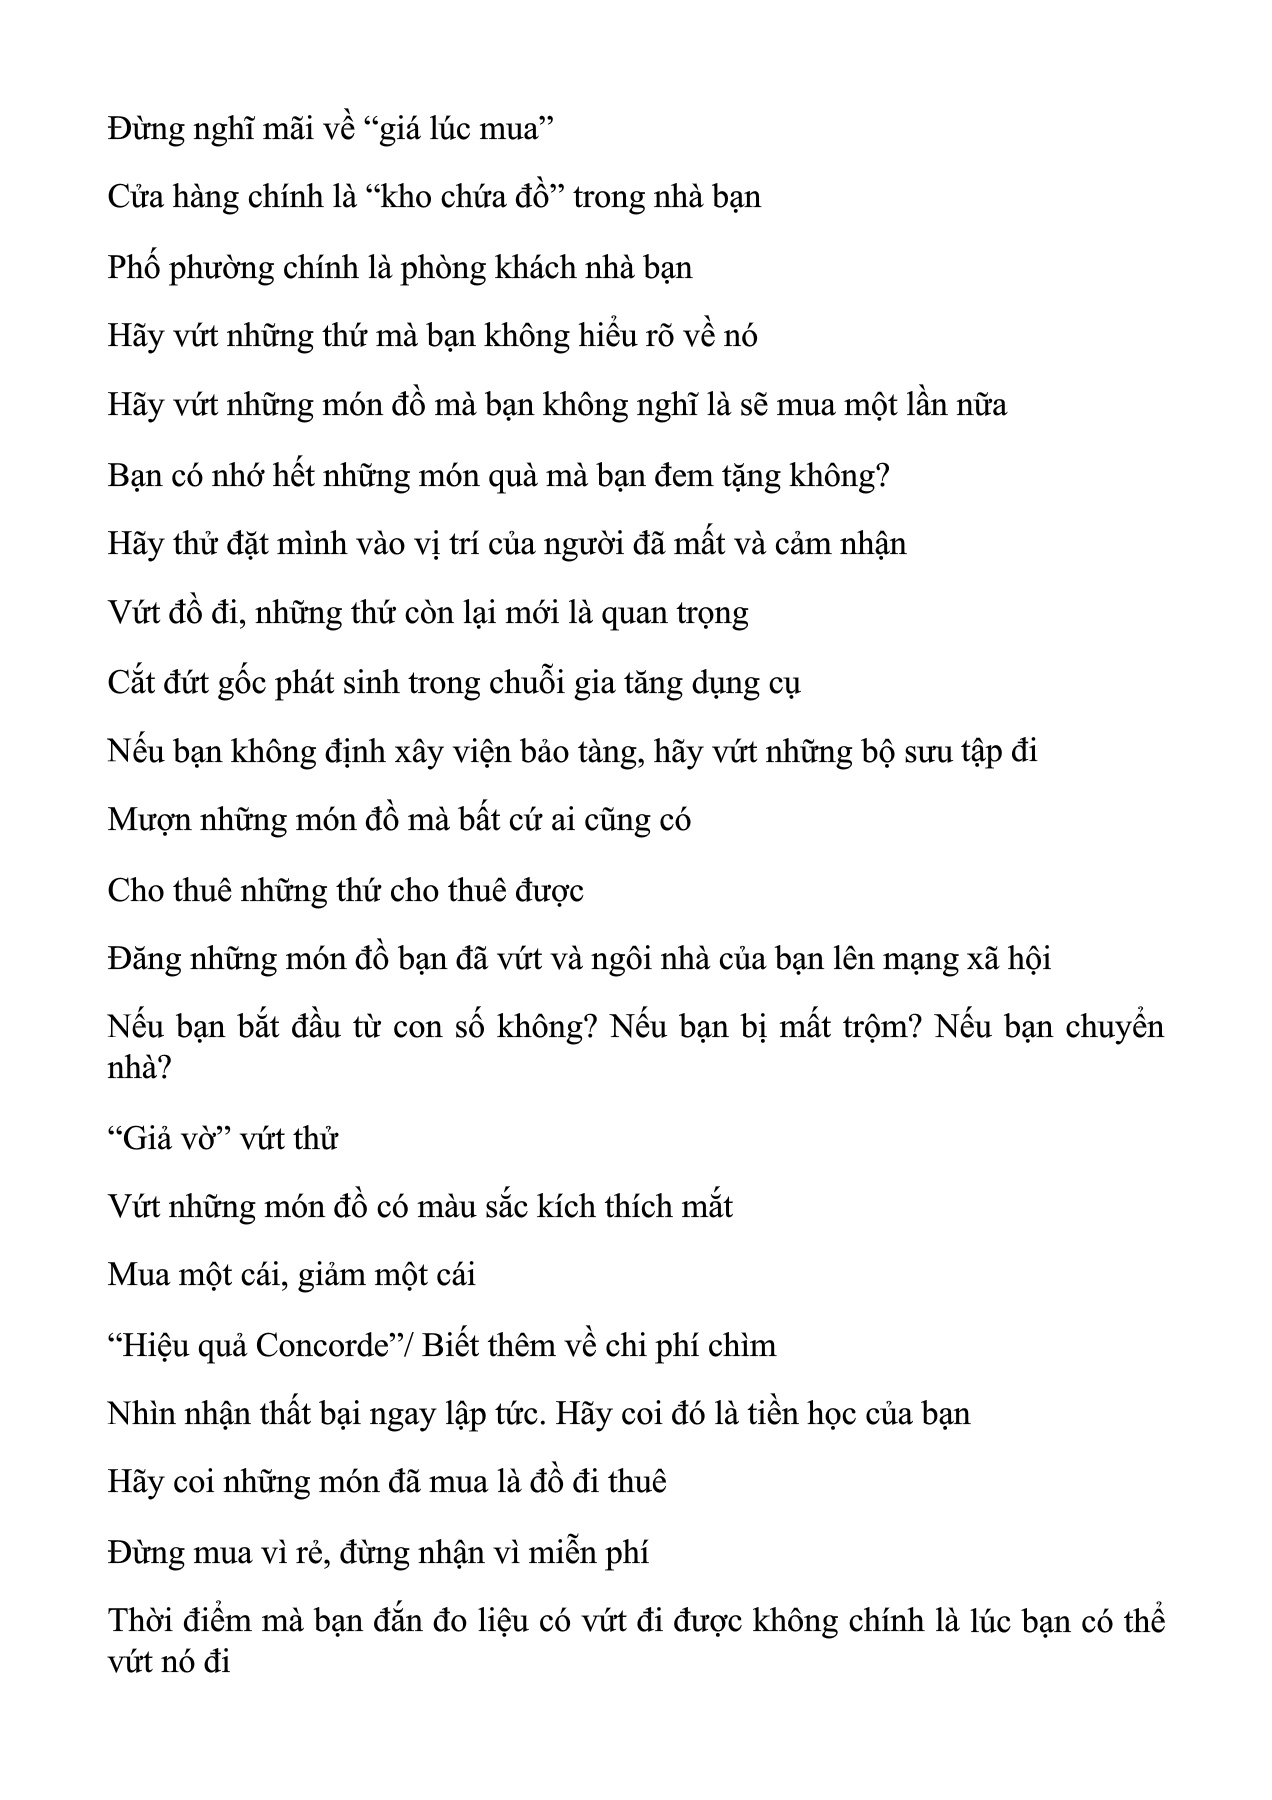 Đừng nghĩ mãi về “giá lúc mua”
Cửa hàng chính là “kho chứa đồ” trong nhà bạn
Phố phường chính là phòng khách nhà bạn
Hãy vứt những thứ mà bạn không hiểu rõ về nó
Hãy vứt những món đồ mà bạn không nghĩ là sẽ mua một lần nữa
Bạn có nhớ hết những món quà mà bạn đem tặng không?
Hãy thử đặt mình vào vị trí của người đã mất và cảm nhận
Vứt đồ đi, những thứ còn lại mới là quan trọng
Cắt đứt gốc phát sinh trong chuỗi gia tăng dụng cụ
Nếu bạn không định xây viện bảo tàng, hãy vứt những bộ sưu tập đi
Mượn những món đồ mà bất cứ ai cũng có
Cho thuê những thứ cho thuê được
Đăng những món đồ bạn đã vứt và ngôi nhà của bạn lên mạng xã hội
Nếu bạn bắt đầu từ con số không? Nếu bạn bị mất trộm? Nếu bạn chuyển
nhà?
“Giả vờ” vứt thử
Vứt những món đồ có màu sắc kích thích mắt
Mua một cái, giảm một cái
“Hiệu quả Concorde”/ Biết thêm về chi phí chìm
Nhìn nhận thất bại ngay lập tức. Hãy coi đó là tiền học của bạn
Hãy coi những món đã mua là đồ đi thuê
Đừng mua vì rẻ, đừng nhận vì miễn phí
Thời điểm mà bạn đắn đo liệu có vứt đi được không chính là lúc bạn có thể
vứt nó đi